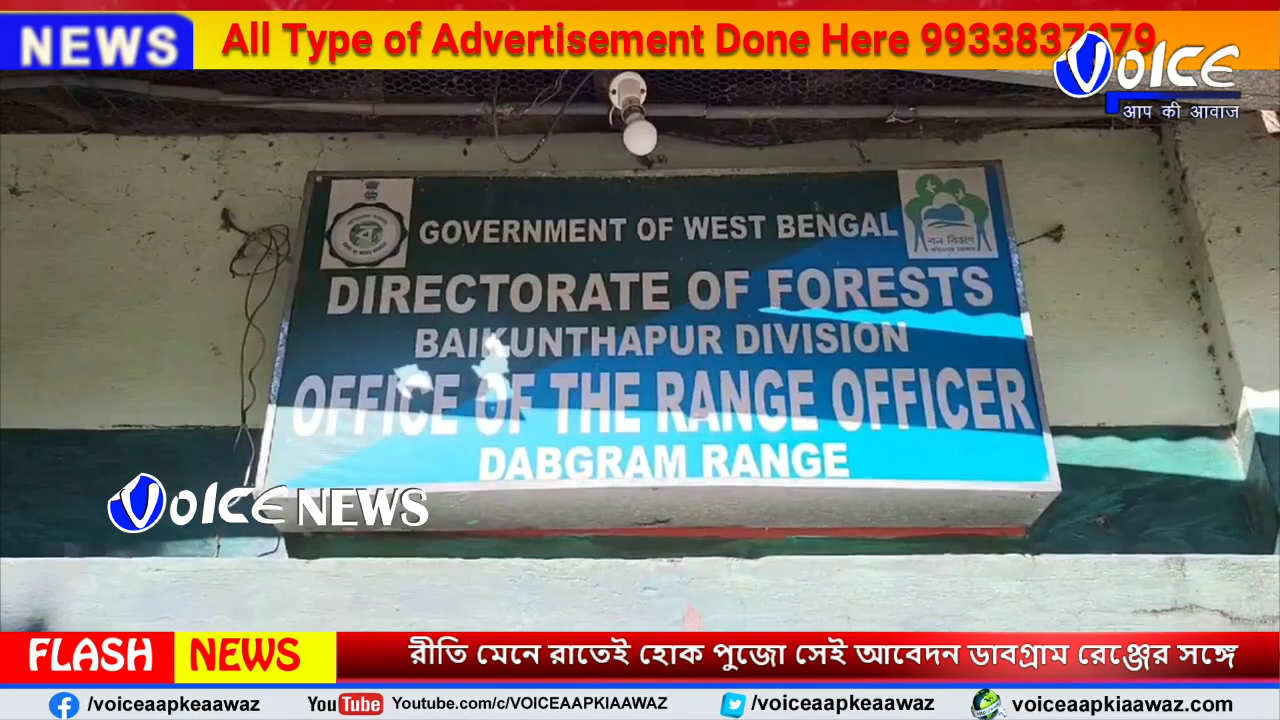 NEWS
All Type of Advertisement Done Here
VOICE
आप की आवाज
GOVERNMENT OF WEST BENGAL
বন বিভাগ
DIRECTORATE OF FORESTS
BAIKUNTHAPUR DIVISION
OFFICE OF THE RANGE OFFICER
DABGRAM RANGE
VOICE NEWS
FLASH NEWS
রীতি মেনে রাতেই হোক পুজো সেই আবেদন ডাবগ্রাম রেঞ্জের সঙ্গে
/voiceaapkeaawaz YouTube Youtube.com/c/VOICEAAPKIAAWAZ /voiceaapkeaawaz voiceaapkiaawaz.com